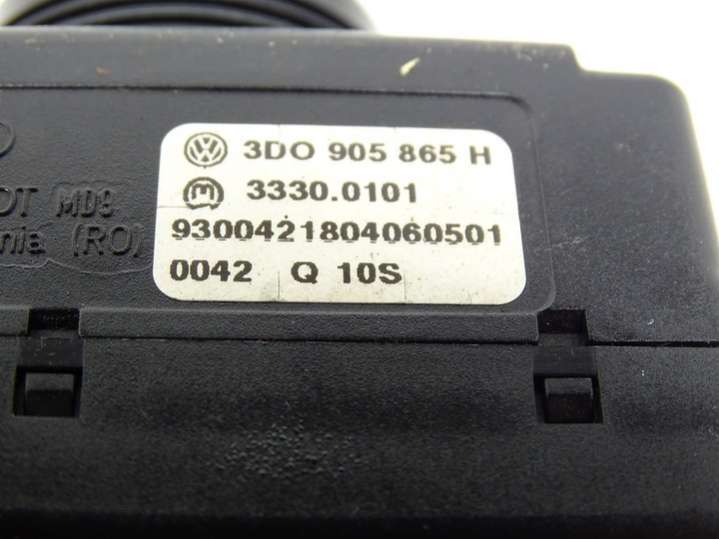 3DO 905 865 H
3330.0101
9300421804060501
0042 Q 10S
MD9
(RO)